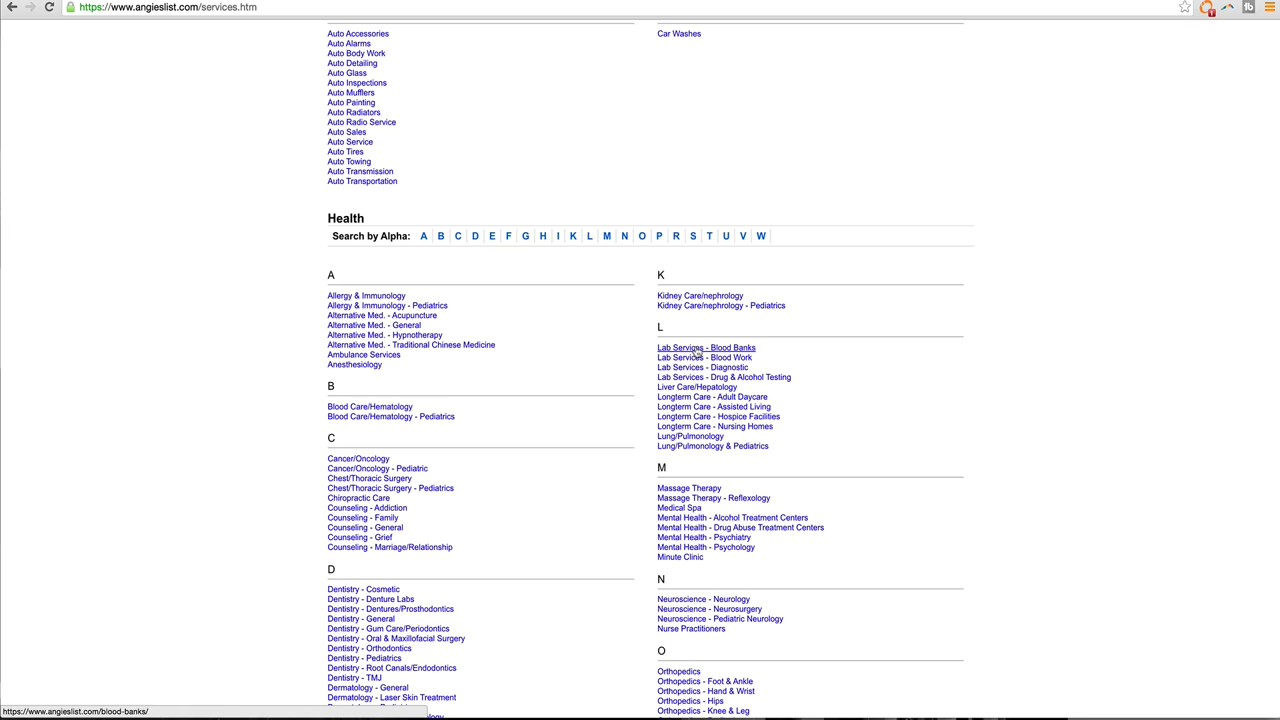 https://www.angieslist.com/services.htm
Auto Accessories
Auto Alarms
Auto Body Work
Auto Detailing
Auto Glass
Auto Inspections
Auto Mufflers
Auto Painting
Auto Radiators
Auto Radio Service
Auto Sales
Auto Service
Auto Tires
Auto Towing
Auto Transmission
Auto Transportation
Car Washes
Health
Search by Alpha: A B C D E F G H I K L M N O P R S T U V W
A
Allergy & Immunology
Allergy & Immunology - Pediatrics
Alternative Med. - Acupuncture
Alternative Med. - General
Alternative Med. - Hypnotherapy
Alternative Med. - Traditional Chinese Medicine
Ambulance Services
Anesthesiology
B
Blood Care/Hematology
Blood Care/Hematology - Pediatrics
C
Cancer/Oncology
Cancer/Oncology - Pediatric
Chest/Thoracic Surgery
Chest/Thoracic Surgery - Pediatrics
Chiropractic Care
Counseling - Addiction
Counseling - Family
Counseling - General
Counseling - Grief
Counseling - Marriage/Relationship
D
Dentistry - Cosmetic
Dentistry - Denture Labs
Dentistry - Dentures/Prosthodontics
Dentistry - General
Dentistry - Gum Care/Periodontics
Dentistry - Oral & Maxillofacial Surgery
Dentistry - Orthodontics
Dentistry - Pediatrics
Dentistry - Root Canals/Endodontics
Dentistry - TMJ
Dermatology - General
Dermatology - Laser Skin Treatment
K
Kidney Care/nephrology
Kidney Care/nephrology - Pediatrics
L
Lab Services - Blood Banks
Lab Services - Blood Work
Lab Services - Diagnostic
Lab Services - Drug & Alcohol Testing
Liver Care/Hepatology
Longterm Care - Adult Daycare
Longterm Care - Assisted Living
Longterm Care - Hospice Facilities
Longterm Care - Nursing Homes
Lung/Pulmonology
Lung/Pulmonology & Pediatrics
M
Massage Therapy
Massage Therapy - Reflexology
Medical Spa
Mental Health - Alcohol Treatment Centers
Mental Health - Drug Abuse Treatment Centers
Mental Health - Psychiatry
Mental Health - Psychology
Minute Clinic
N
Neuroscience - Neurology
Neuroscience - Neurosurgery
Neuroscience - Pediatric Neurology
Nurse Practitioners
O
Orthopedics
Orthopedics - Foot & Ankle
Orthopedics - Hand & Wrist
Orthopedics - Hips
Orthopedics - Knee & Leg
https://www.angieslist.com/blood-banks/